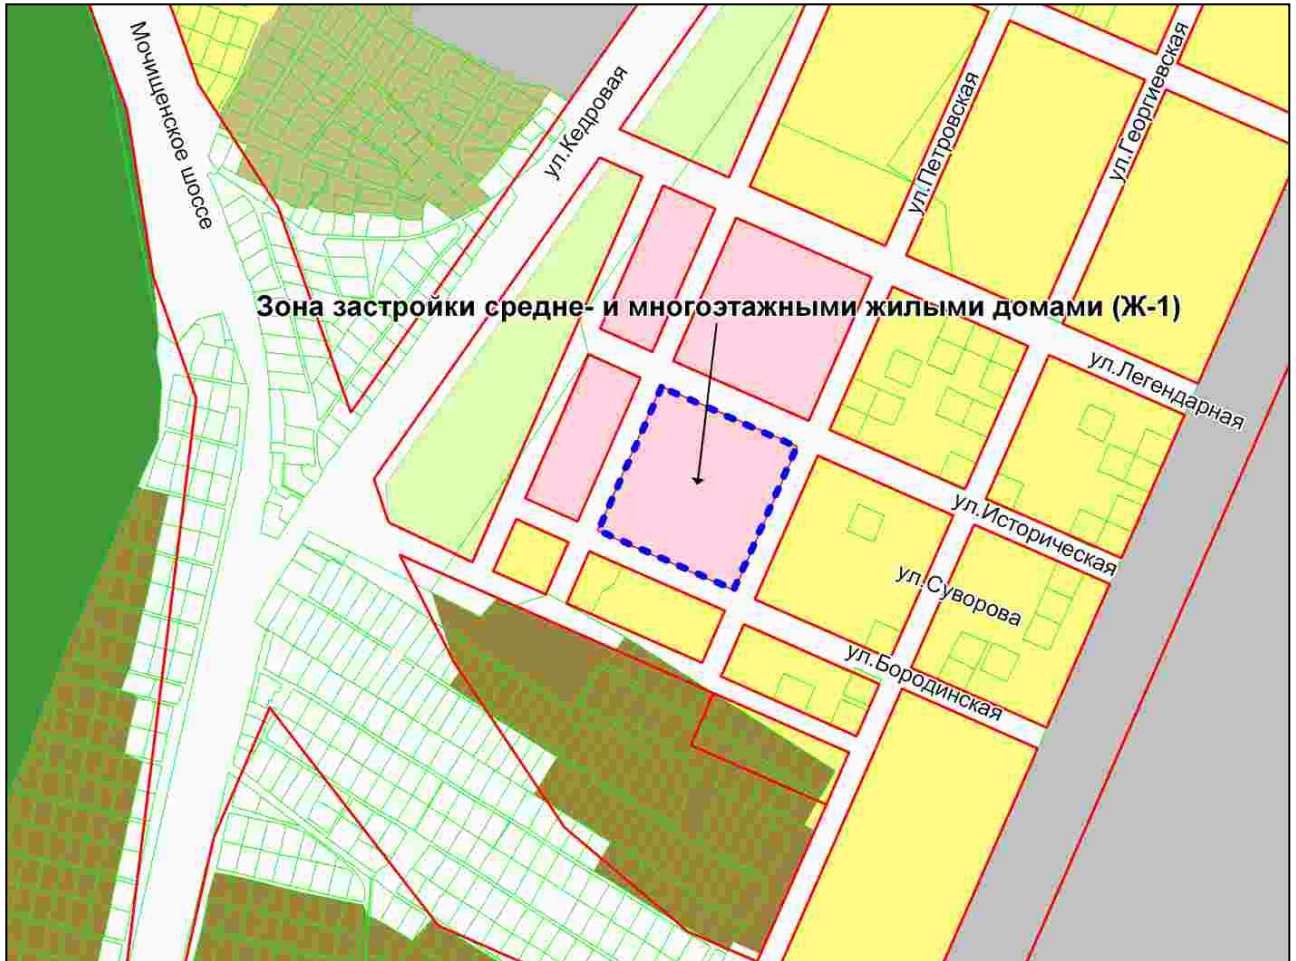 Мочищенское шоссе
ул.Кедровая
ул.Петровская
ул.Георгиевская
Зона застройки средне- и многоэтажными жилыми домами (Ж-1)
ул.Легендарная
ул.Историческая
ул.Суворова
ул.Бородинская